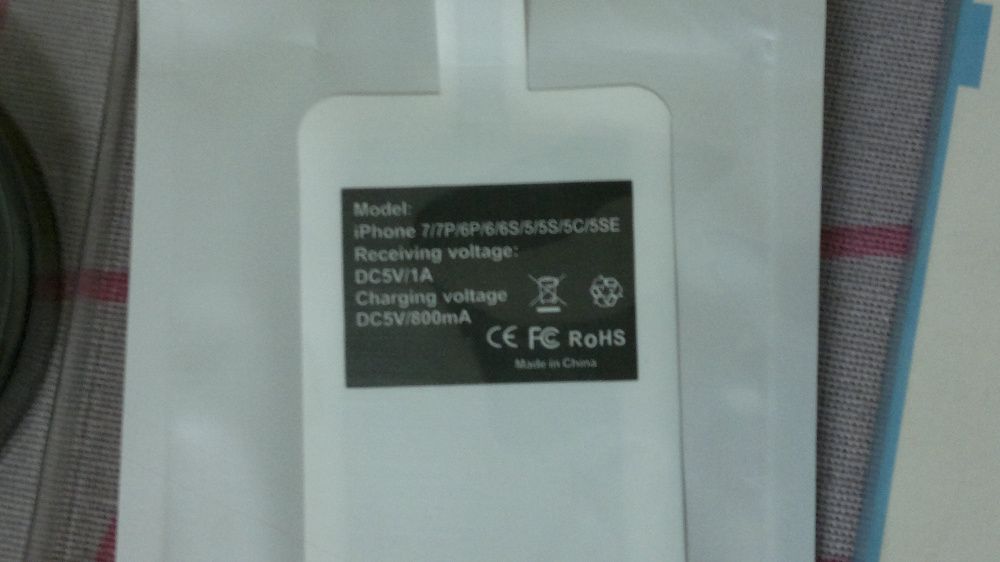 Model:
iPhone 7/7P/6P/6/6S/5/5S/5C/5SE
Receiving voltage:
DC5V/1A
Charging voltage
DC5V/800mA
CE FC RoHS
Made in China